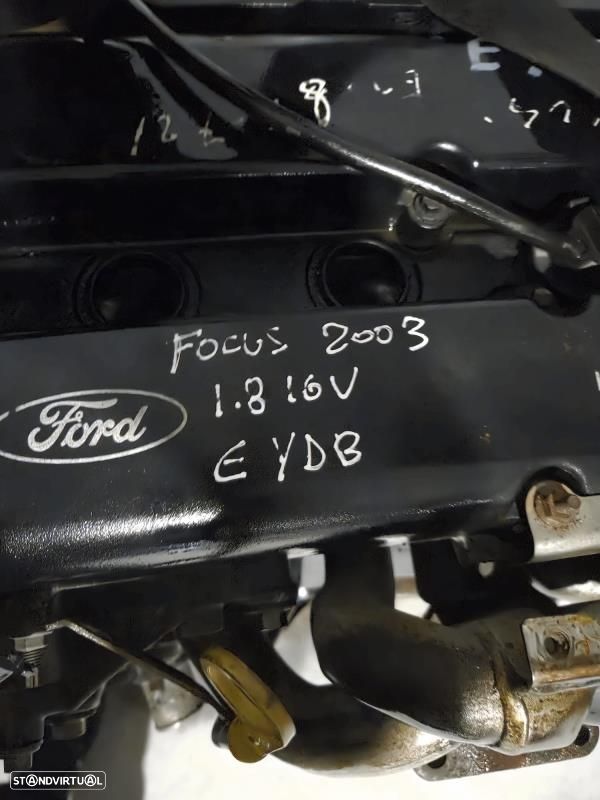 FOCUS 2003
1.8 16V
Ford
EYDB
STANDVIRTUAL